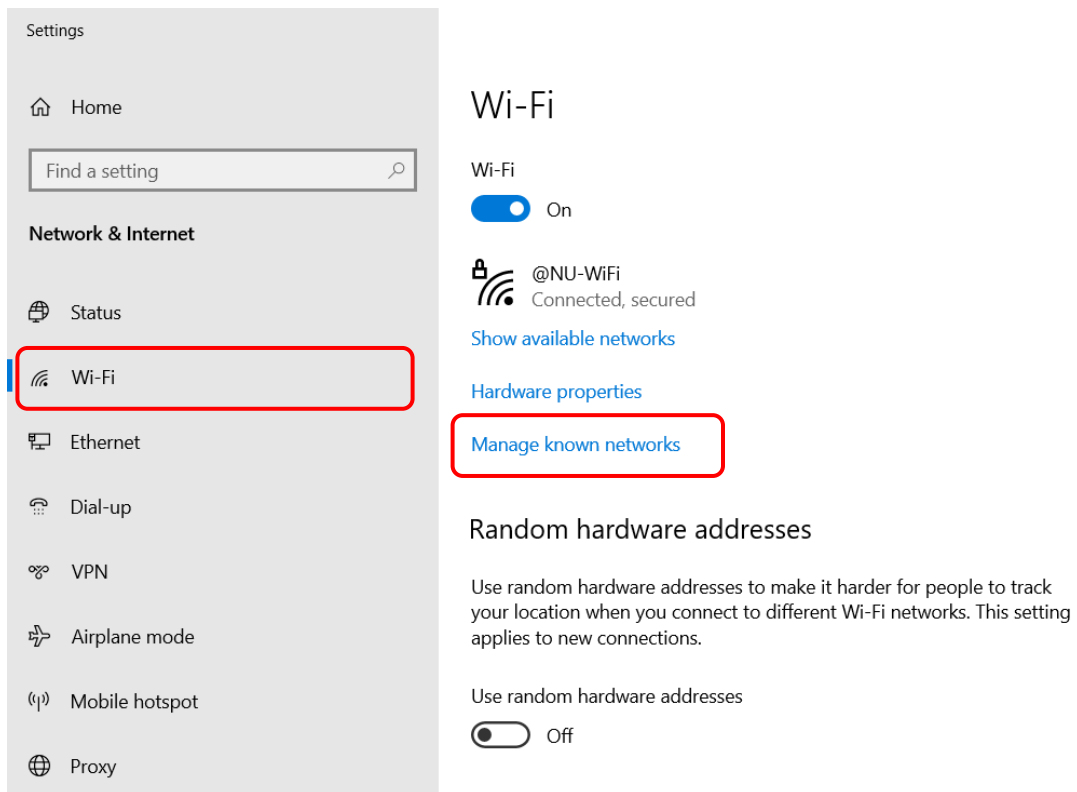 Settings
Home
Find a setting
Network & Internet
Status
Wi-Fi
Ethernet
Dial-up
VPN
Airplane mode
Mobile hotspot
Proxy
Wi-Fi
Wi-Fi
On
@NU-WiFi
Connected, secured
Show available networks
Hardware properties
Manage known networks
Random hardware addresses
Use random hardware addresses to make it harder for people to track
your location when you connect to different Wi-Fi networks. This setting
applies to new connections.
Use random hardware addresses
Off